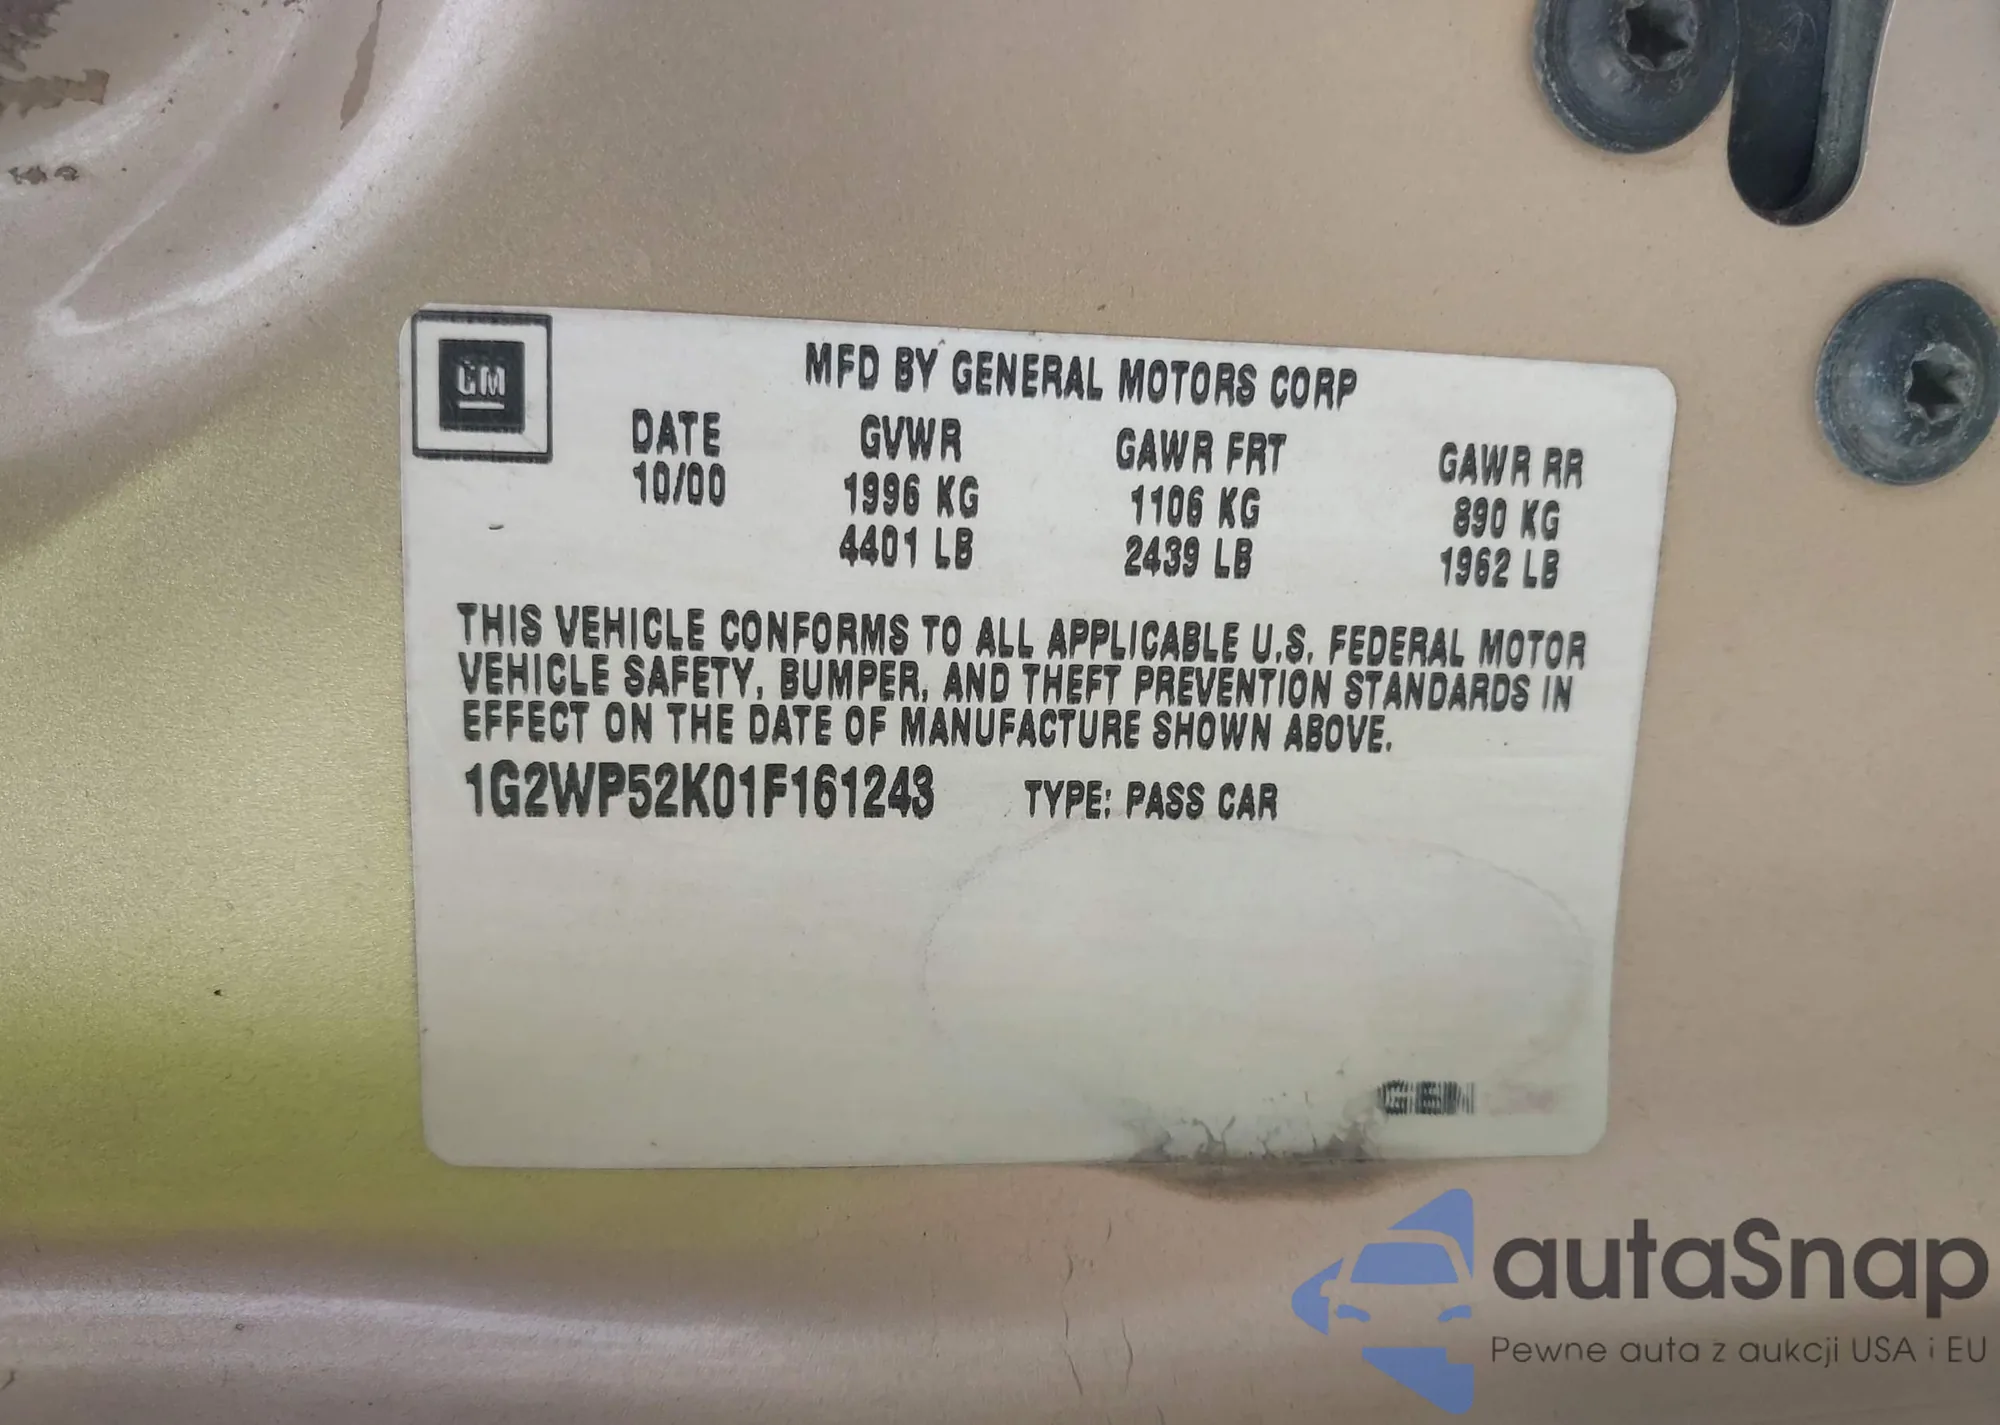 GM
MFD BY GENERAL MOTORS CORP
DATE GVWR GAWR FRT GAWR RR
10/00 1996 KG 1106 KG 890 KG
4401 LB 2439 LB 1962 LB
THIS VEHICLE CONFORMS TO ALL APPLICABLE U.S. FEDERAL MOTOR
VEHICLE SAFETY, BUMPER, AND THEFT PREVENTION STANDARDS IN
EFFECT ON THE DATE OF MANUFACTURE SHOWN ABOVE.
1G2WP52K01F161243 TYPE: PASS CAR
autaSnap
Pewne auta z aukcji USA i EU